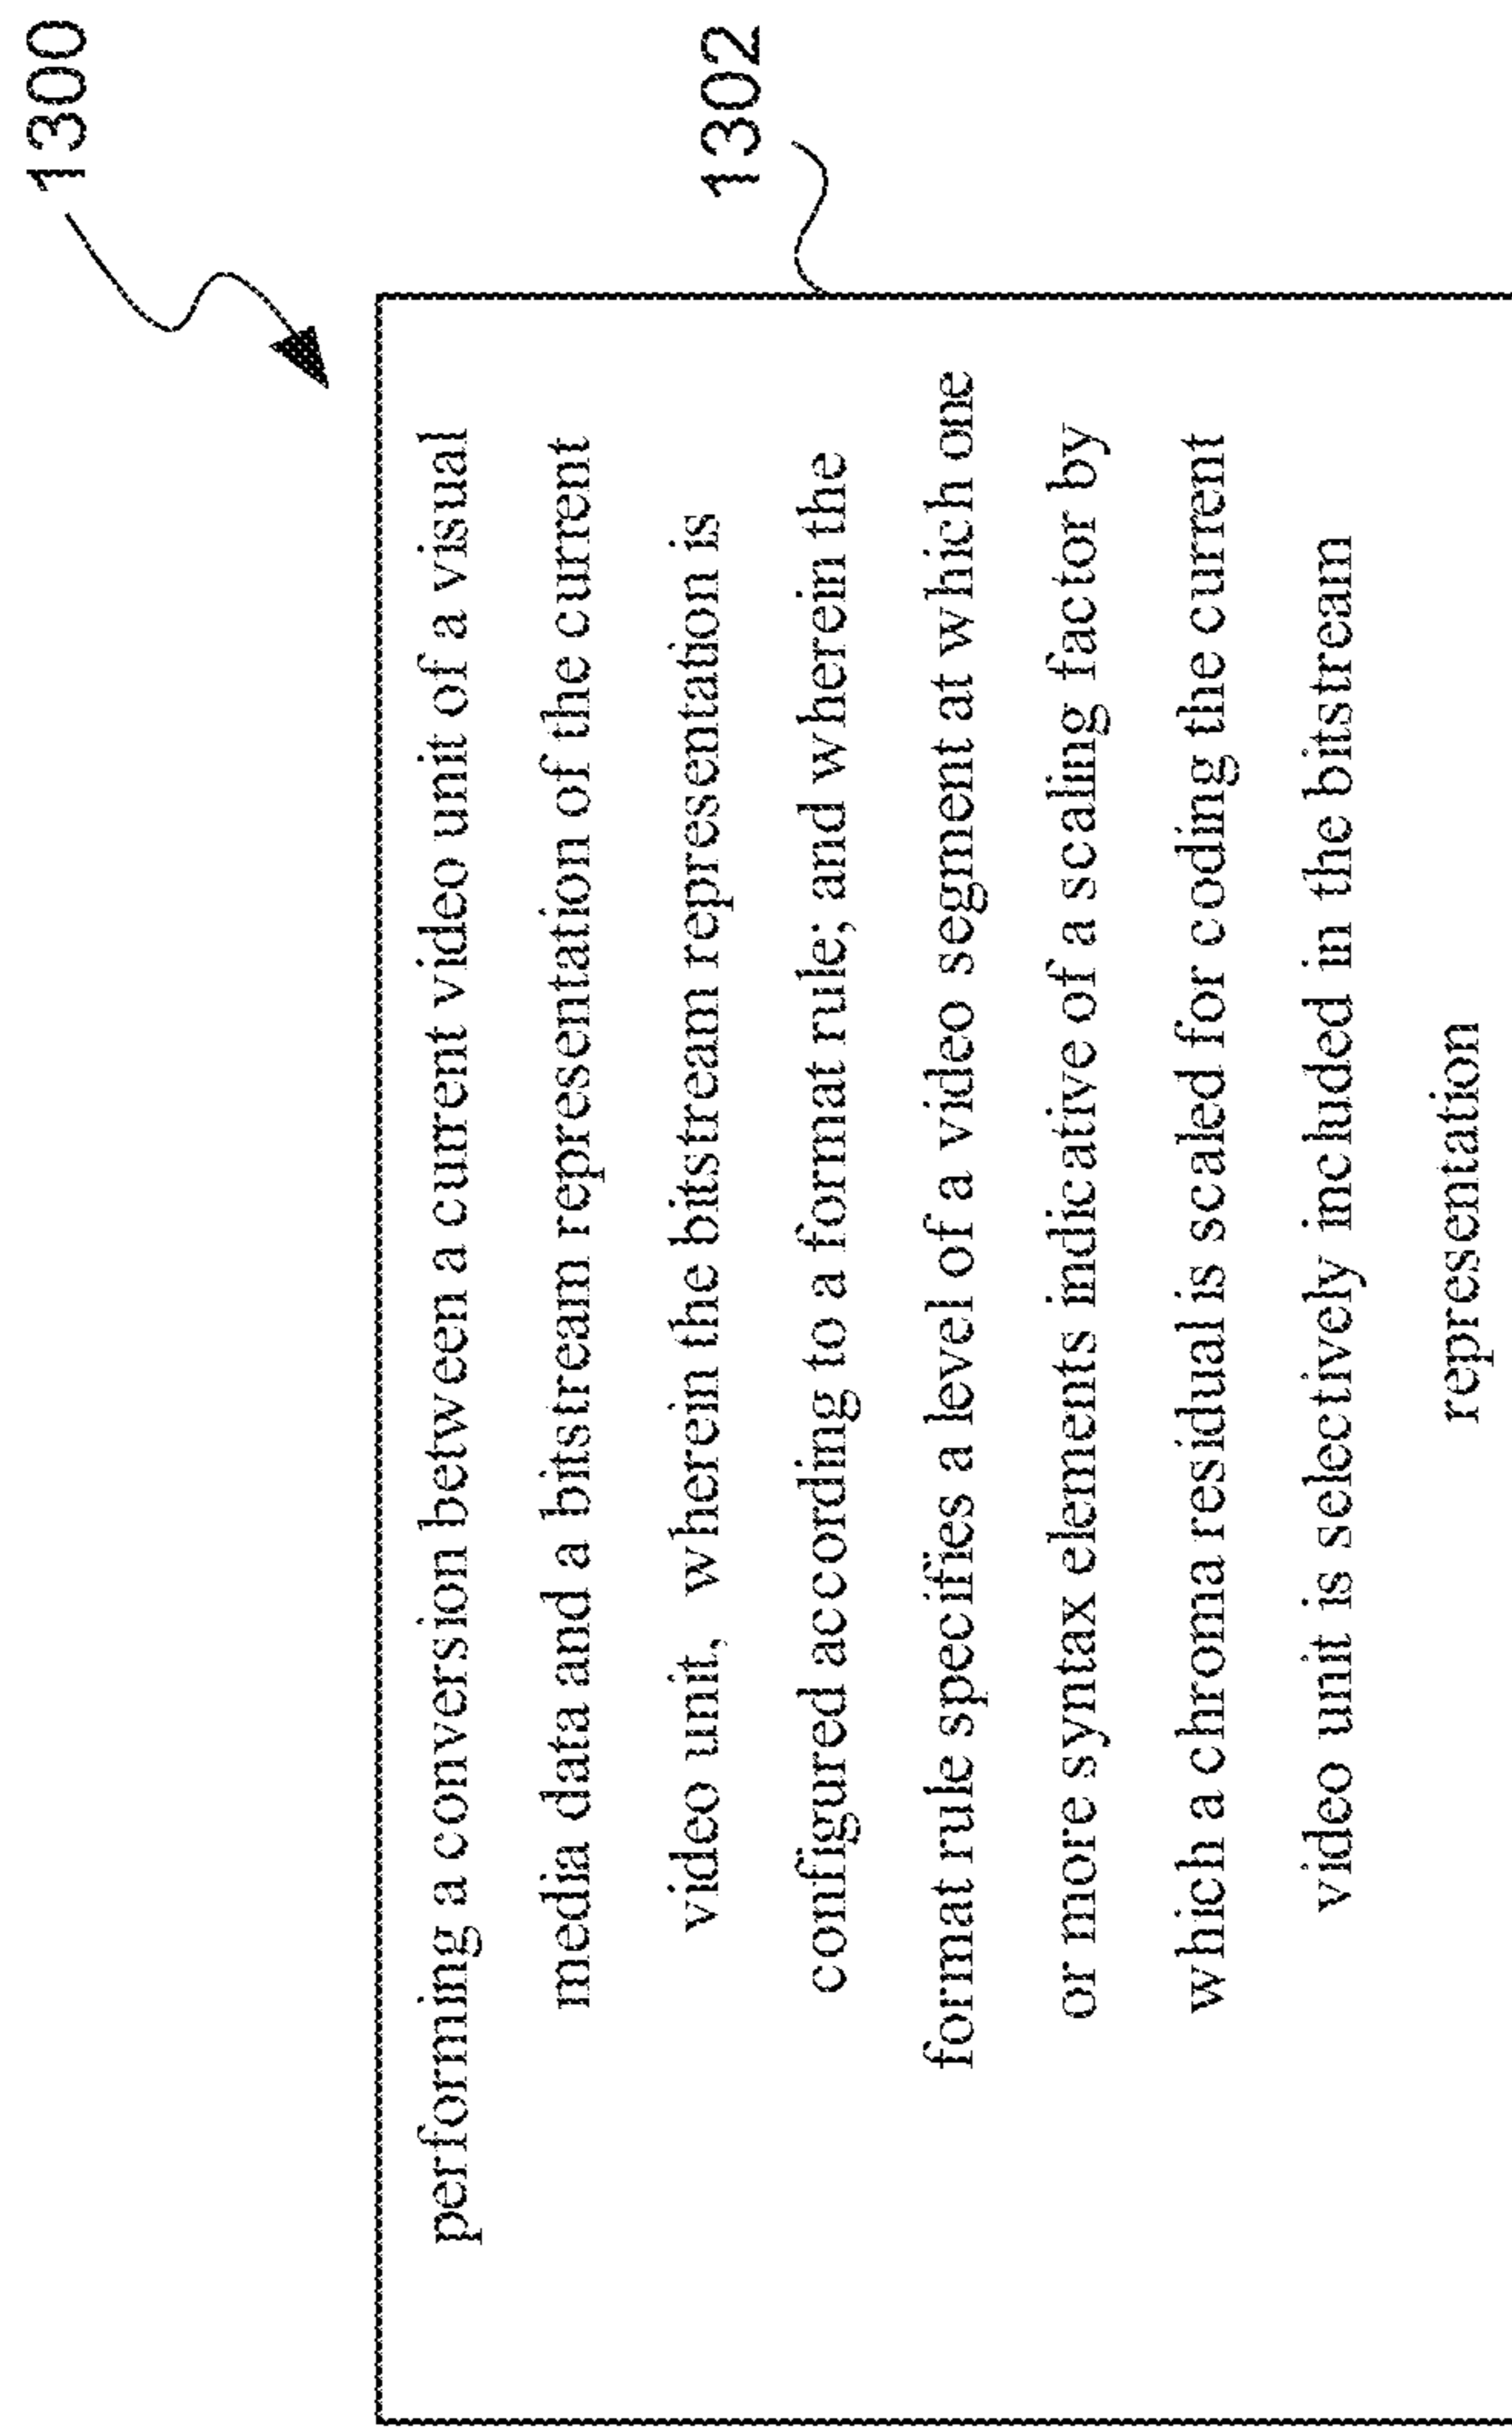 1300
1302
performing a conversion between a current video unit of a visual
media data and a bitstream representation of the current
video unit, wherein the bitstream representation is
configured according to a format rule; and wherein the
format rule specifies a level of a video segment at which one
or more syntax elements indicative of a scaling factor by
which a chroma residual is scaled for coding the current
video unit is selectively included in the bitstream
representation